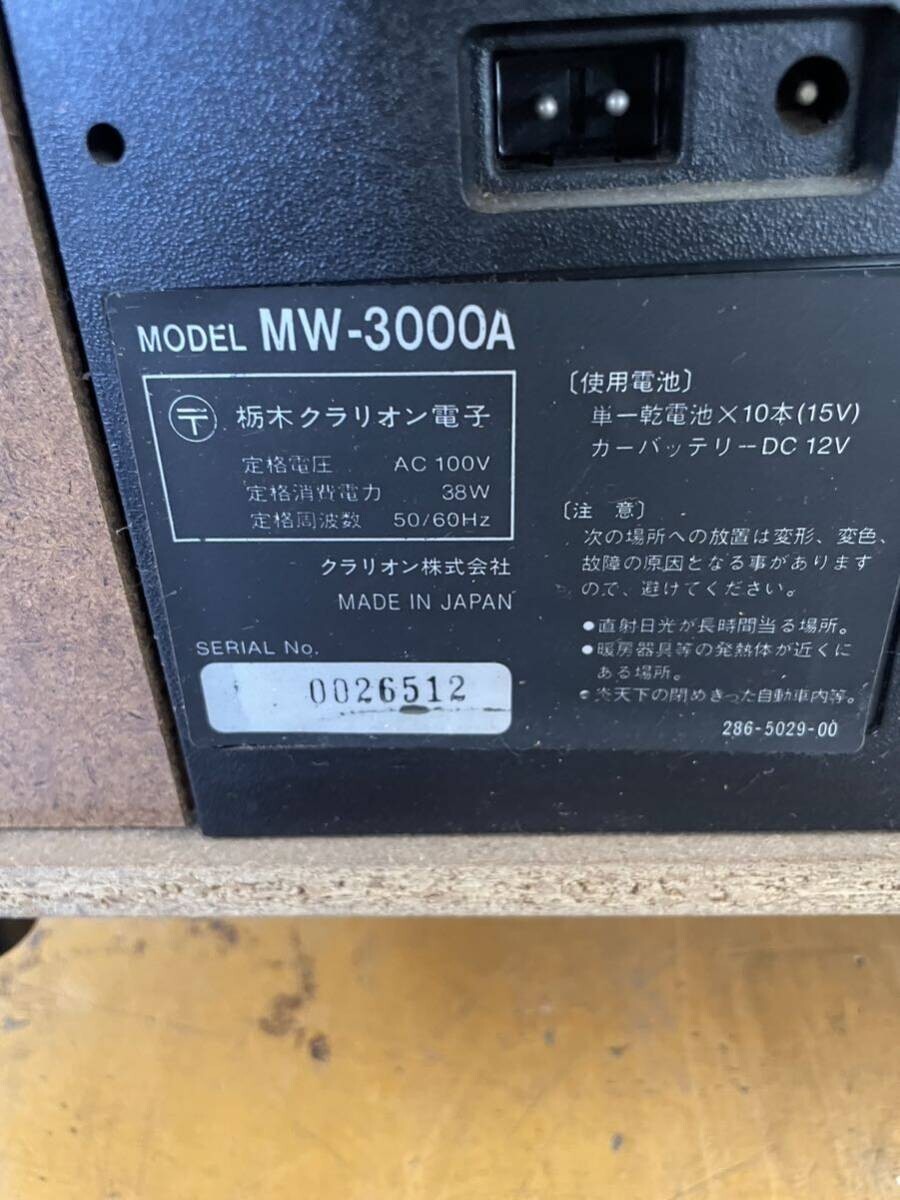 MODEL MW-3000A
〒 栃木クラリオン電子
定格電圧 AC 100V
定格消費電力 38W
定格周波数 50/60Hz
クラリオン株式会社
MADE IN JAPAN
SERIAL No.
0026512
〔使用電池〕
単一乾電池×10本(15V)
カーバッテリーDC 12V
〔注 意〕
次の場所への放置は変形、変色、
故障の原因となる事があります
ので、避けてください。
●直射日光が長時間当る場所。
●暖房器具等の発熱体が近くに
ある場所。
●炎天下の閉めきった自動車内等。
286-5029-00